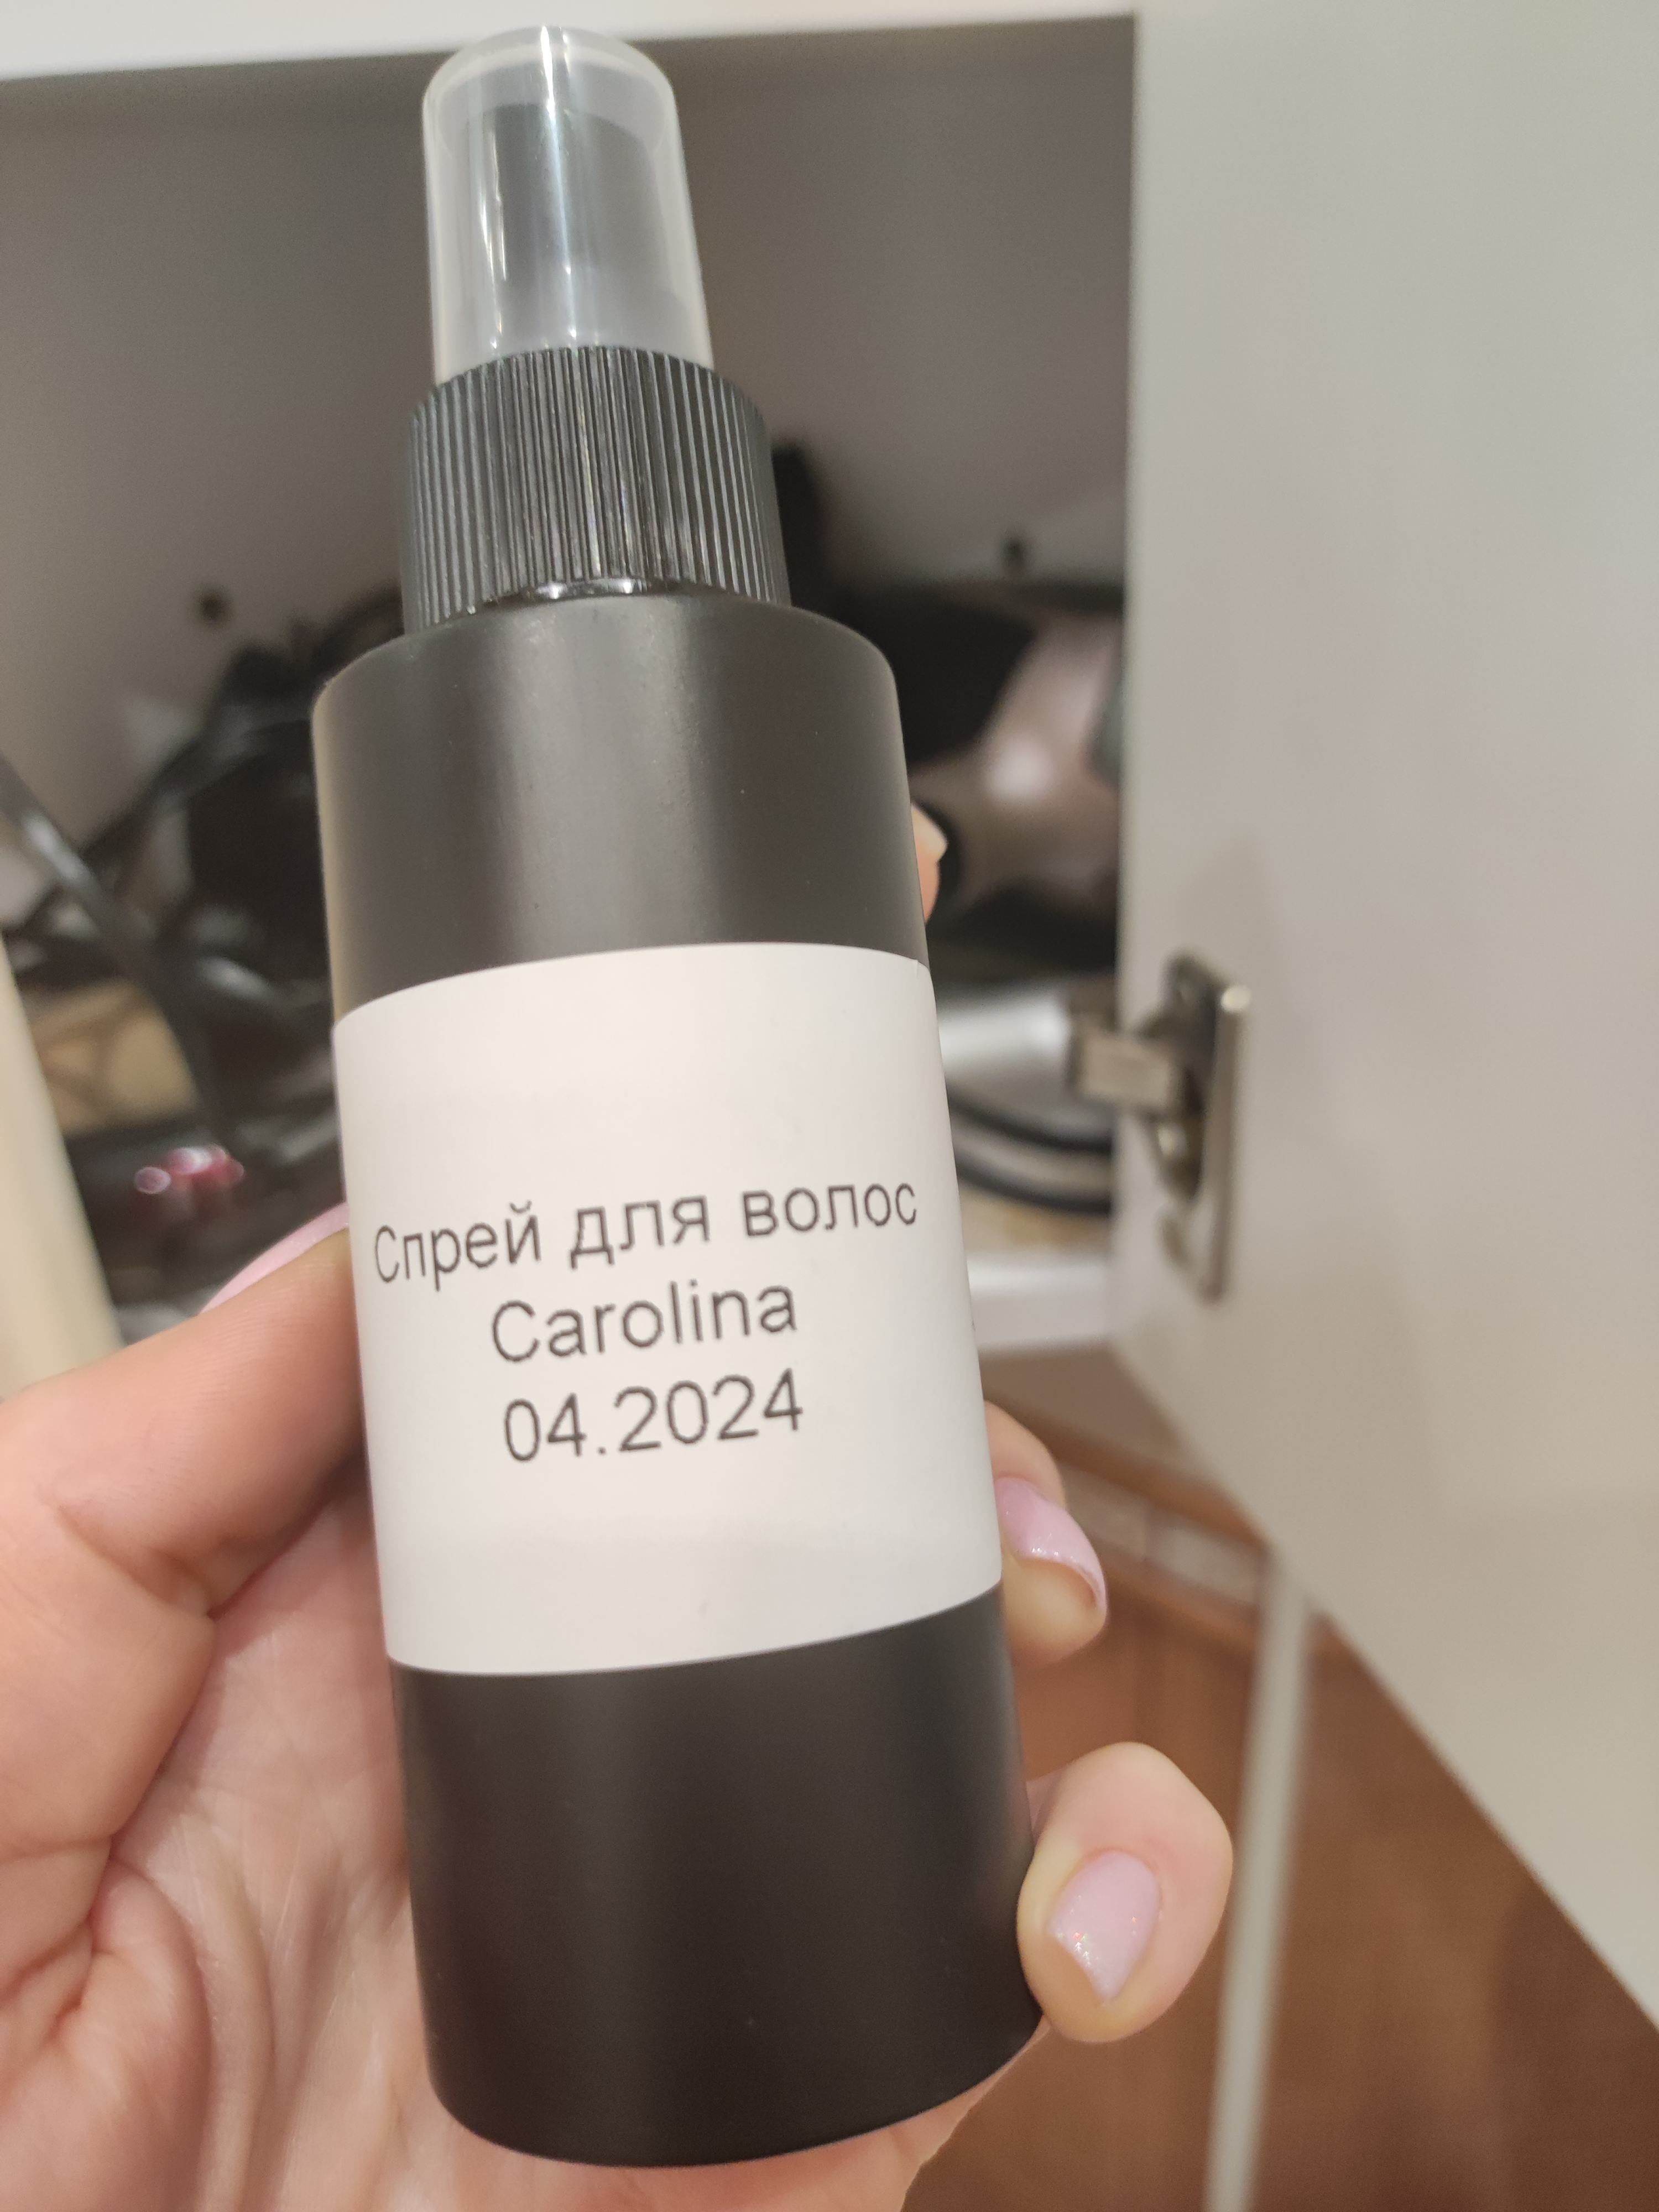 Спрей для волос
Carolina
04.2024